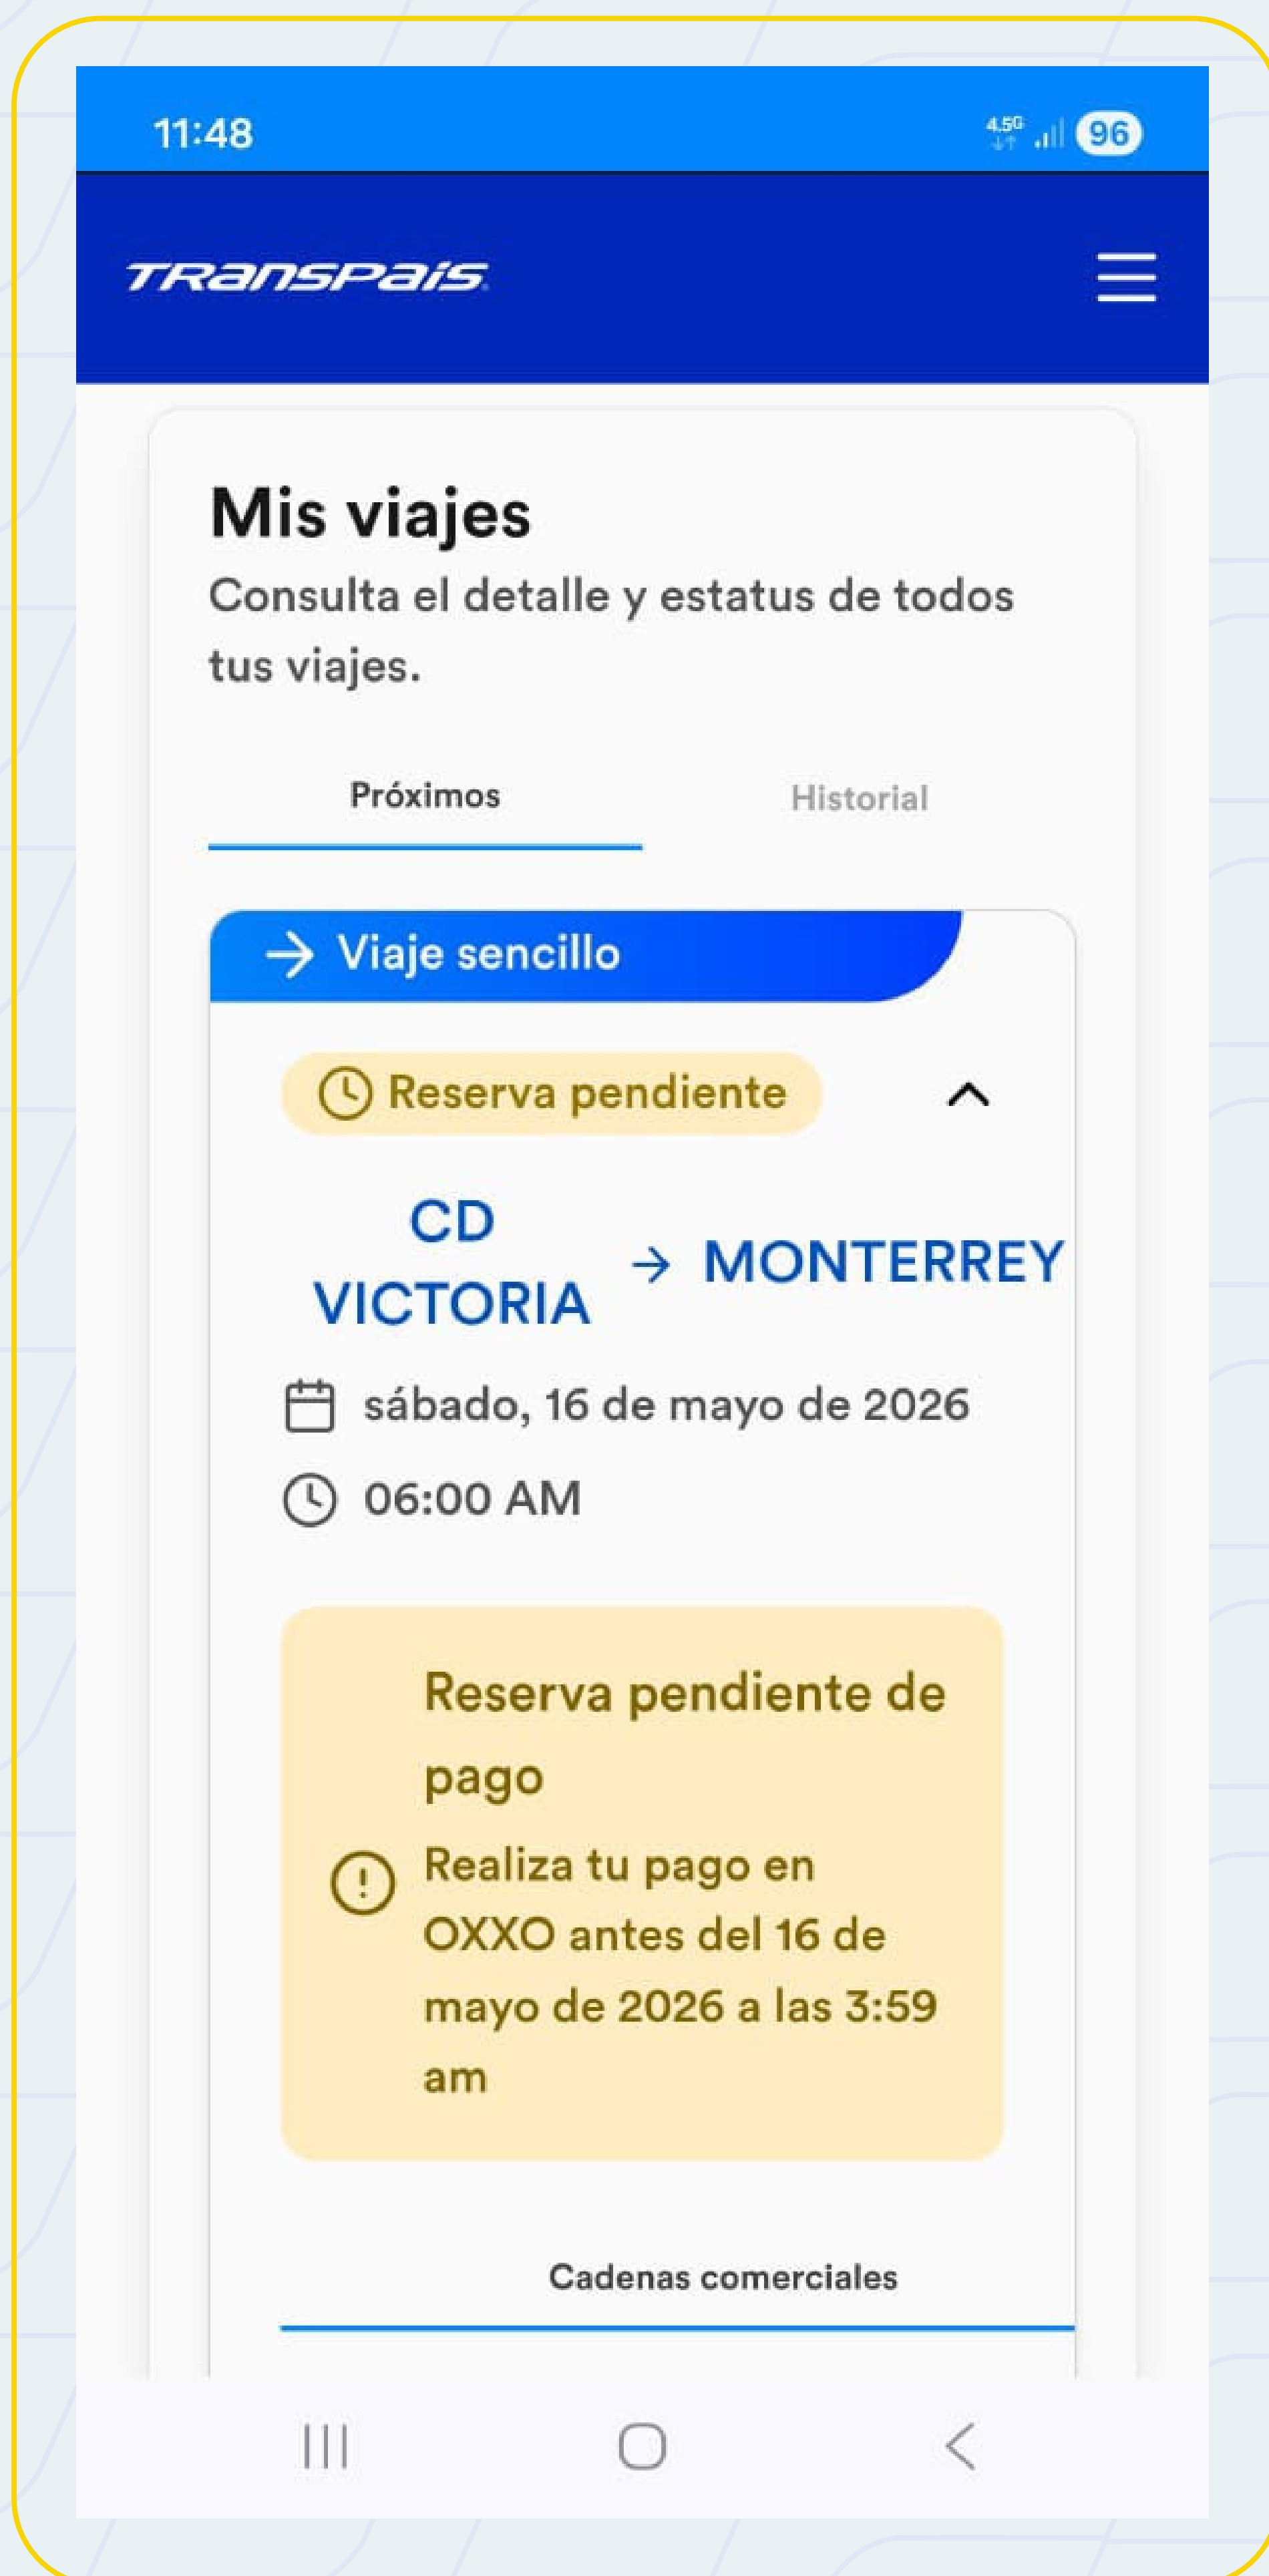 11:48
4.5G
96
TRANSPAIS
Mis viajes
Consulta el detalle y estatus de todos
tus viajes.
Próximos
Historial
→ Viaje sencillo
Reserva pendiente
CD
VICTORIA
→ MONTERREY
sábado, 16 de mayo de 2026
06:00 AM
Reserva pendiente de
pago
Realiza tu pago en
OXXO antes del 16 de
mayo de 2026 a las 3:59
am
Cadenas comerciales